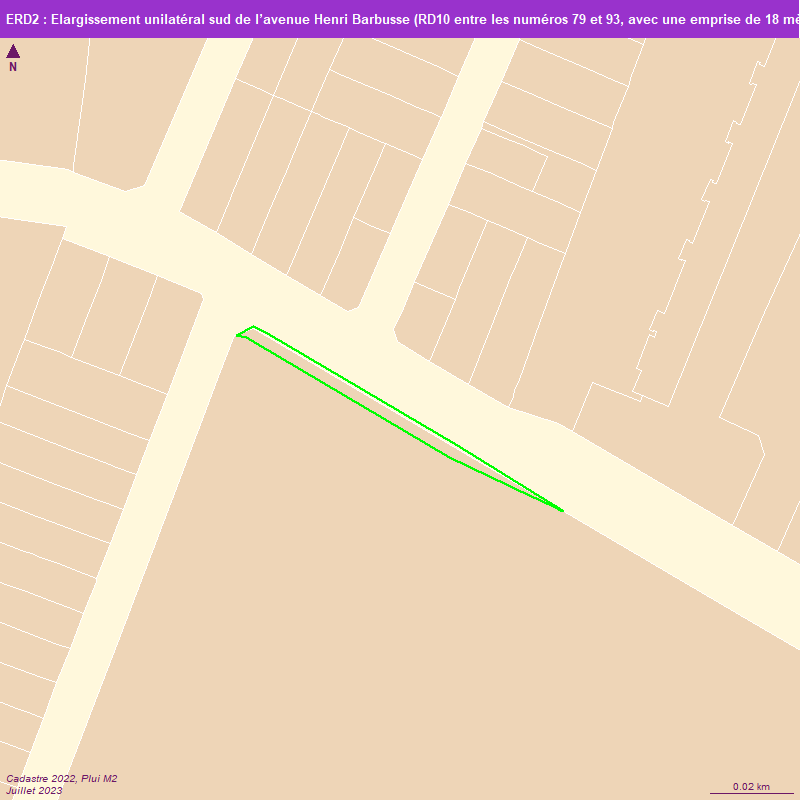 ERD2 : Elargissement unilatéral sud de l’avenue Henri Barbusse (RD10 entre les numéros 79 et 93, avec une emprise de 18 mè
N
Cadastre 2022, Plui M2
Juillet 2023
0.02 km